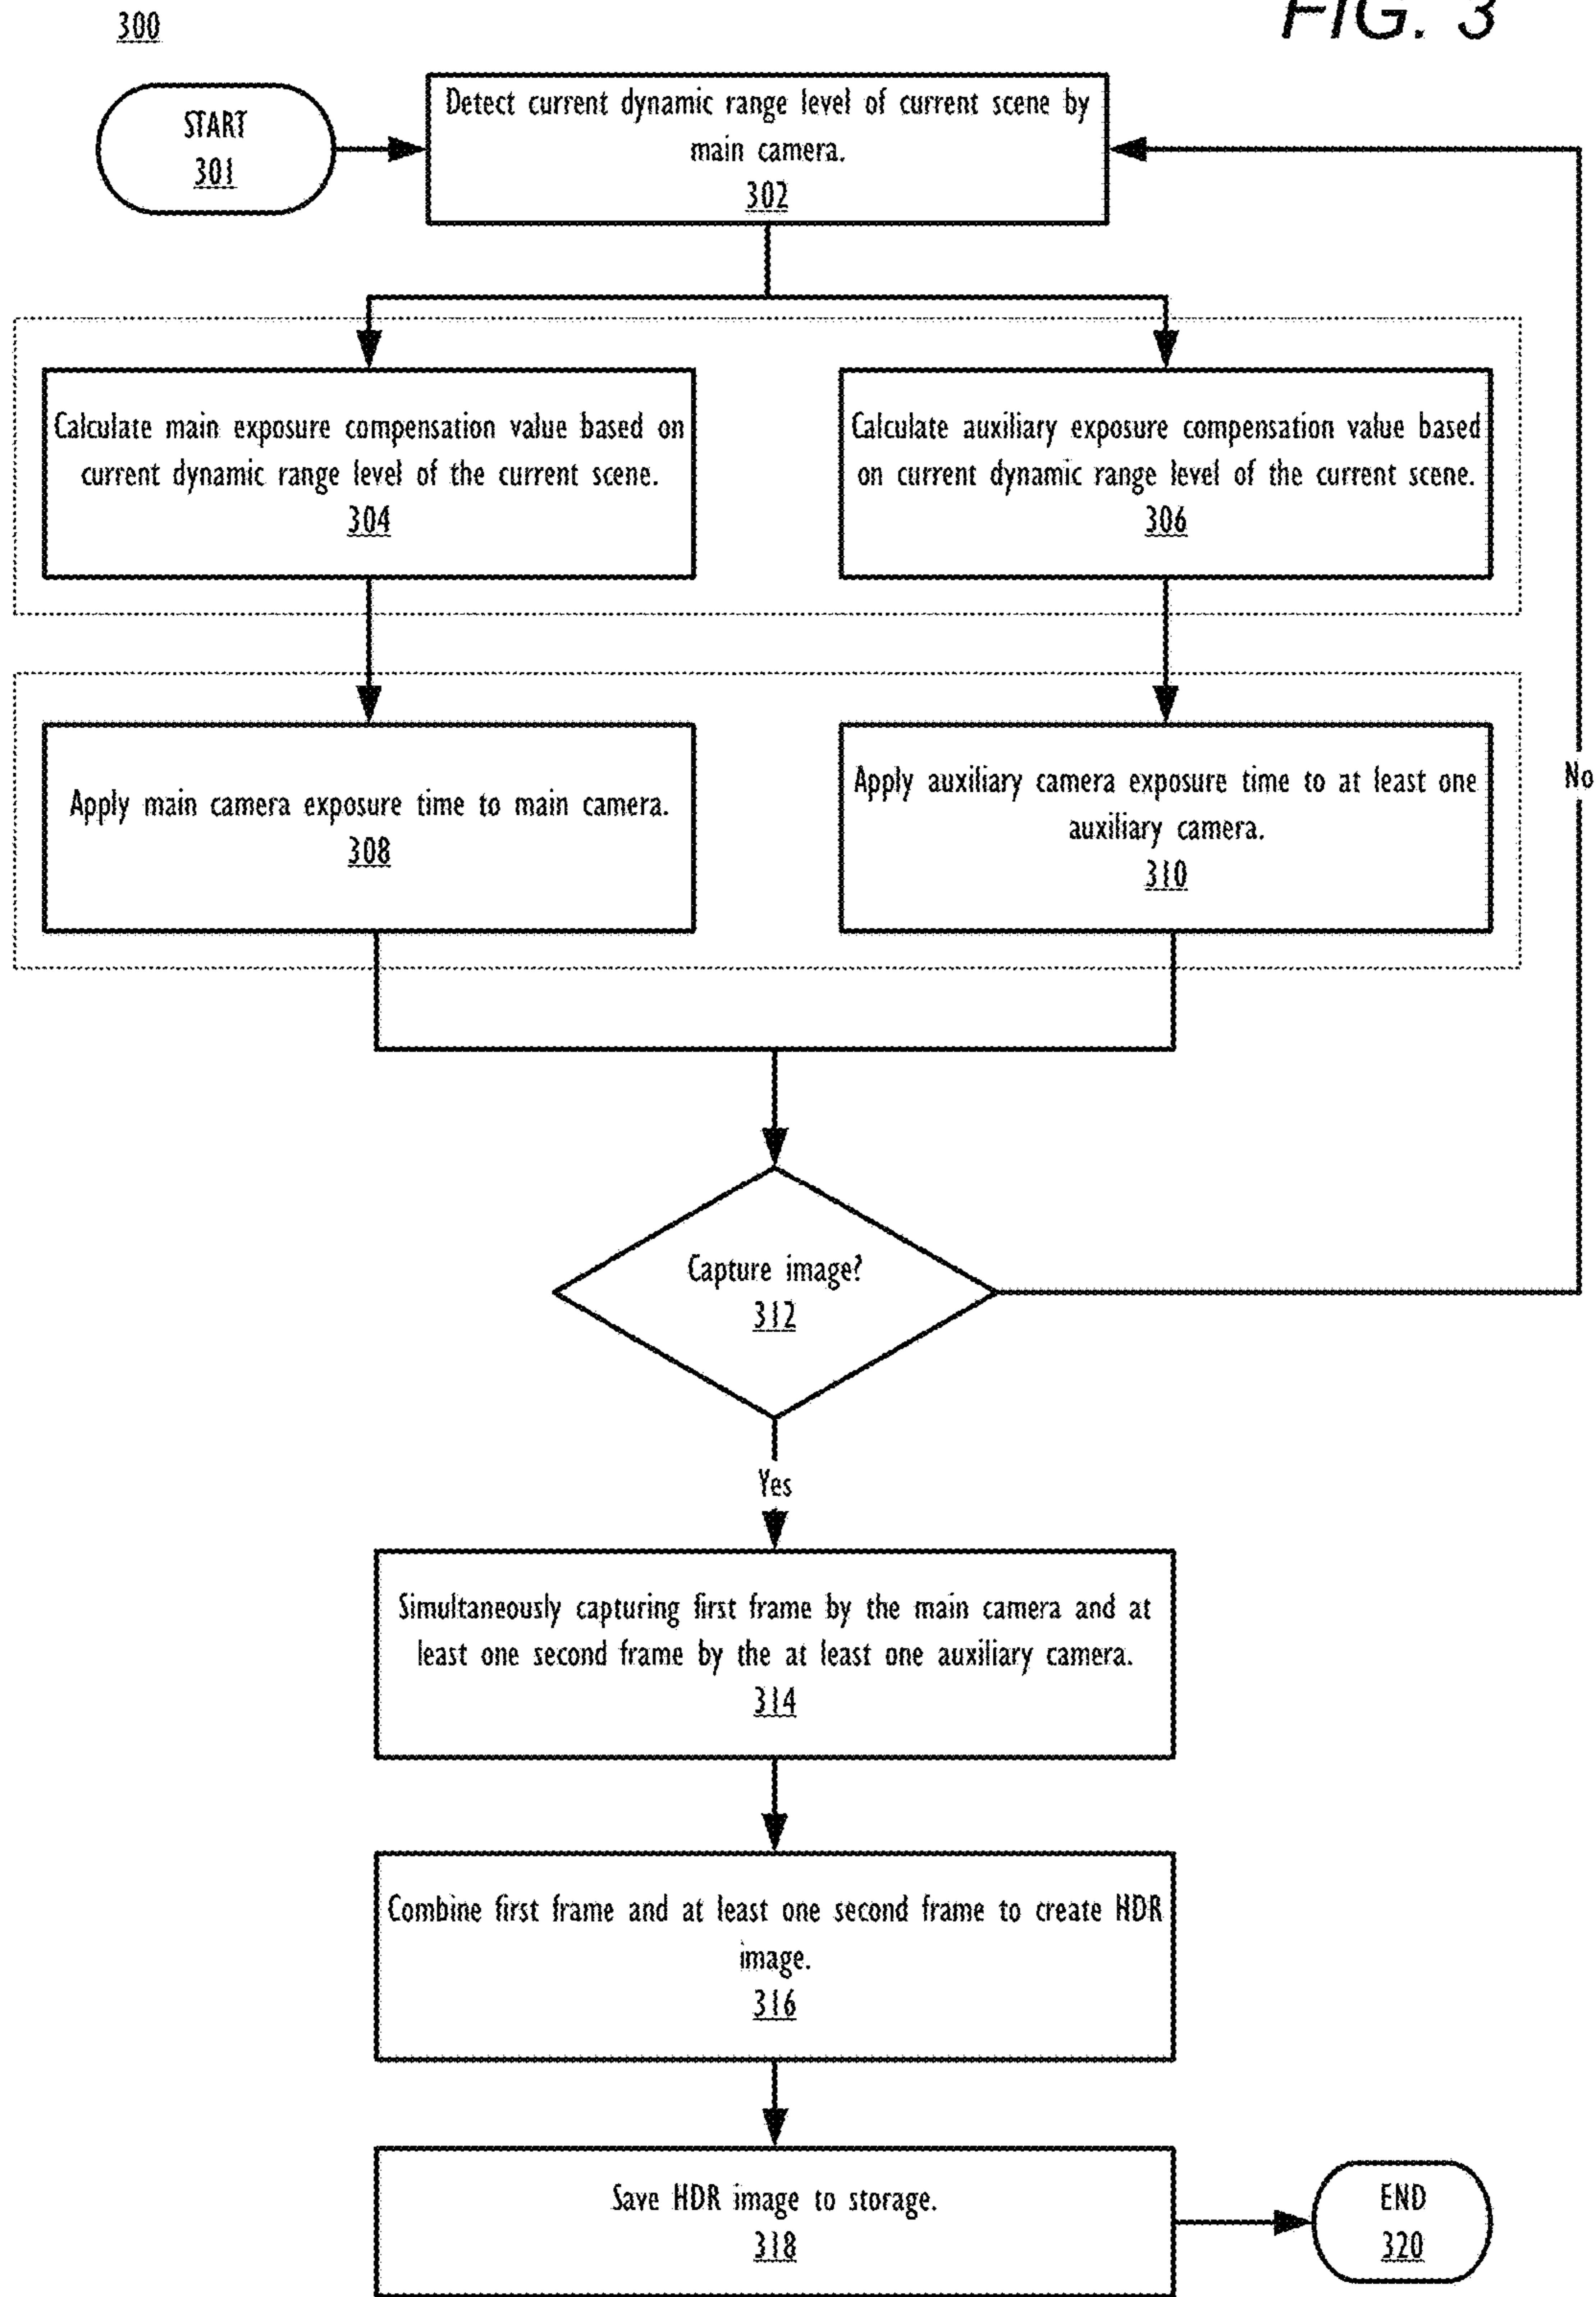 300
FIG. 3
START
301
Detect current dynamic range level of current scene by
main camera.
302
Calculate main exposure compensation value based on
current dynamic range level of the current scene.
304
Calculate auxiliary exposure compensation value based
on current dynamic range level of the current scene.
306
Apply main camera exposure time to main camera.
308
Apply auxiliary camera exposure time to at least one
auxiliary camera.
310
No
Capture image?
312
Yes
Simultaneously capturing first frame by the main camera and at
least one second frame by the at least one auxiliary camera.
314
Combine first frame and at least one second frame to create HDR
image.
316
Save HDR image to storage.
318
END
320